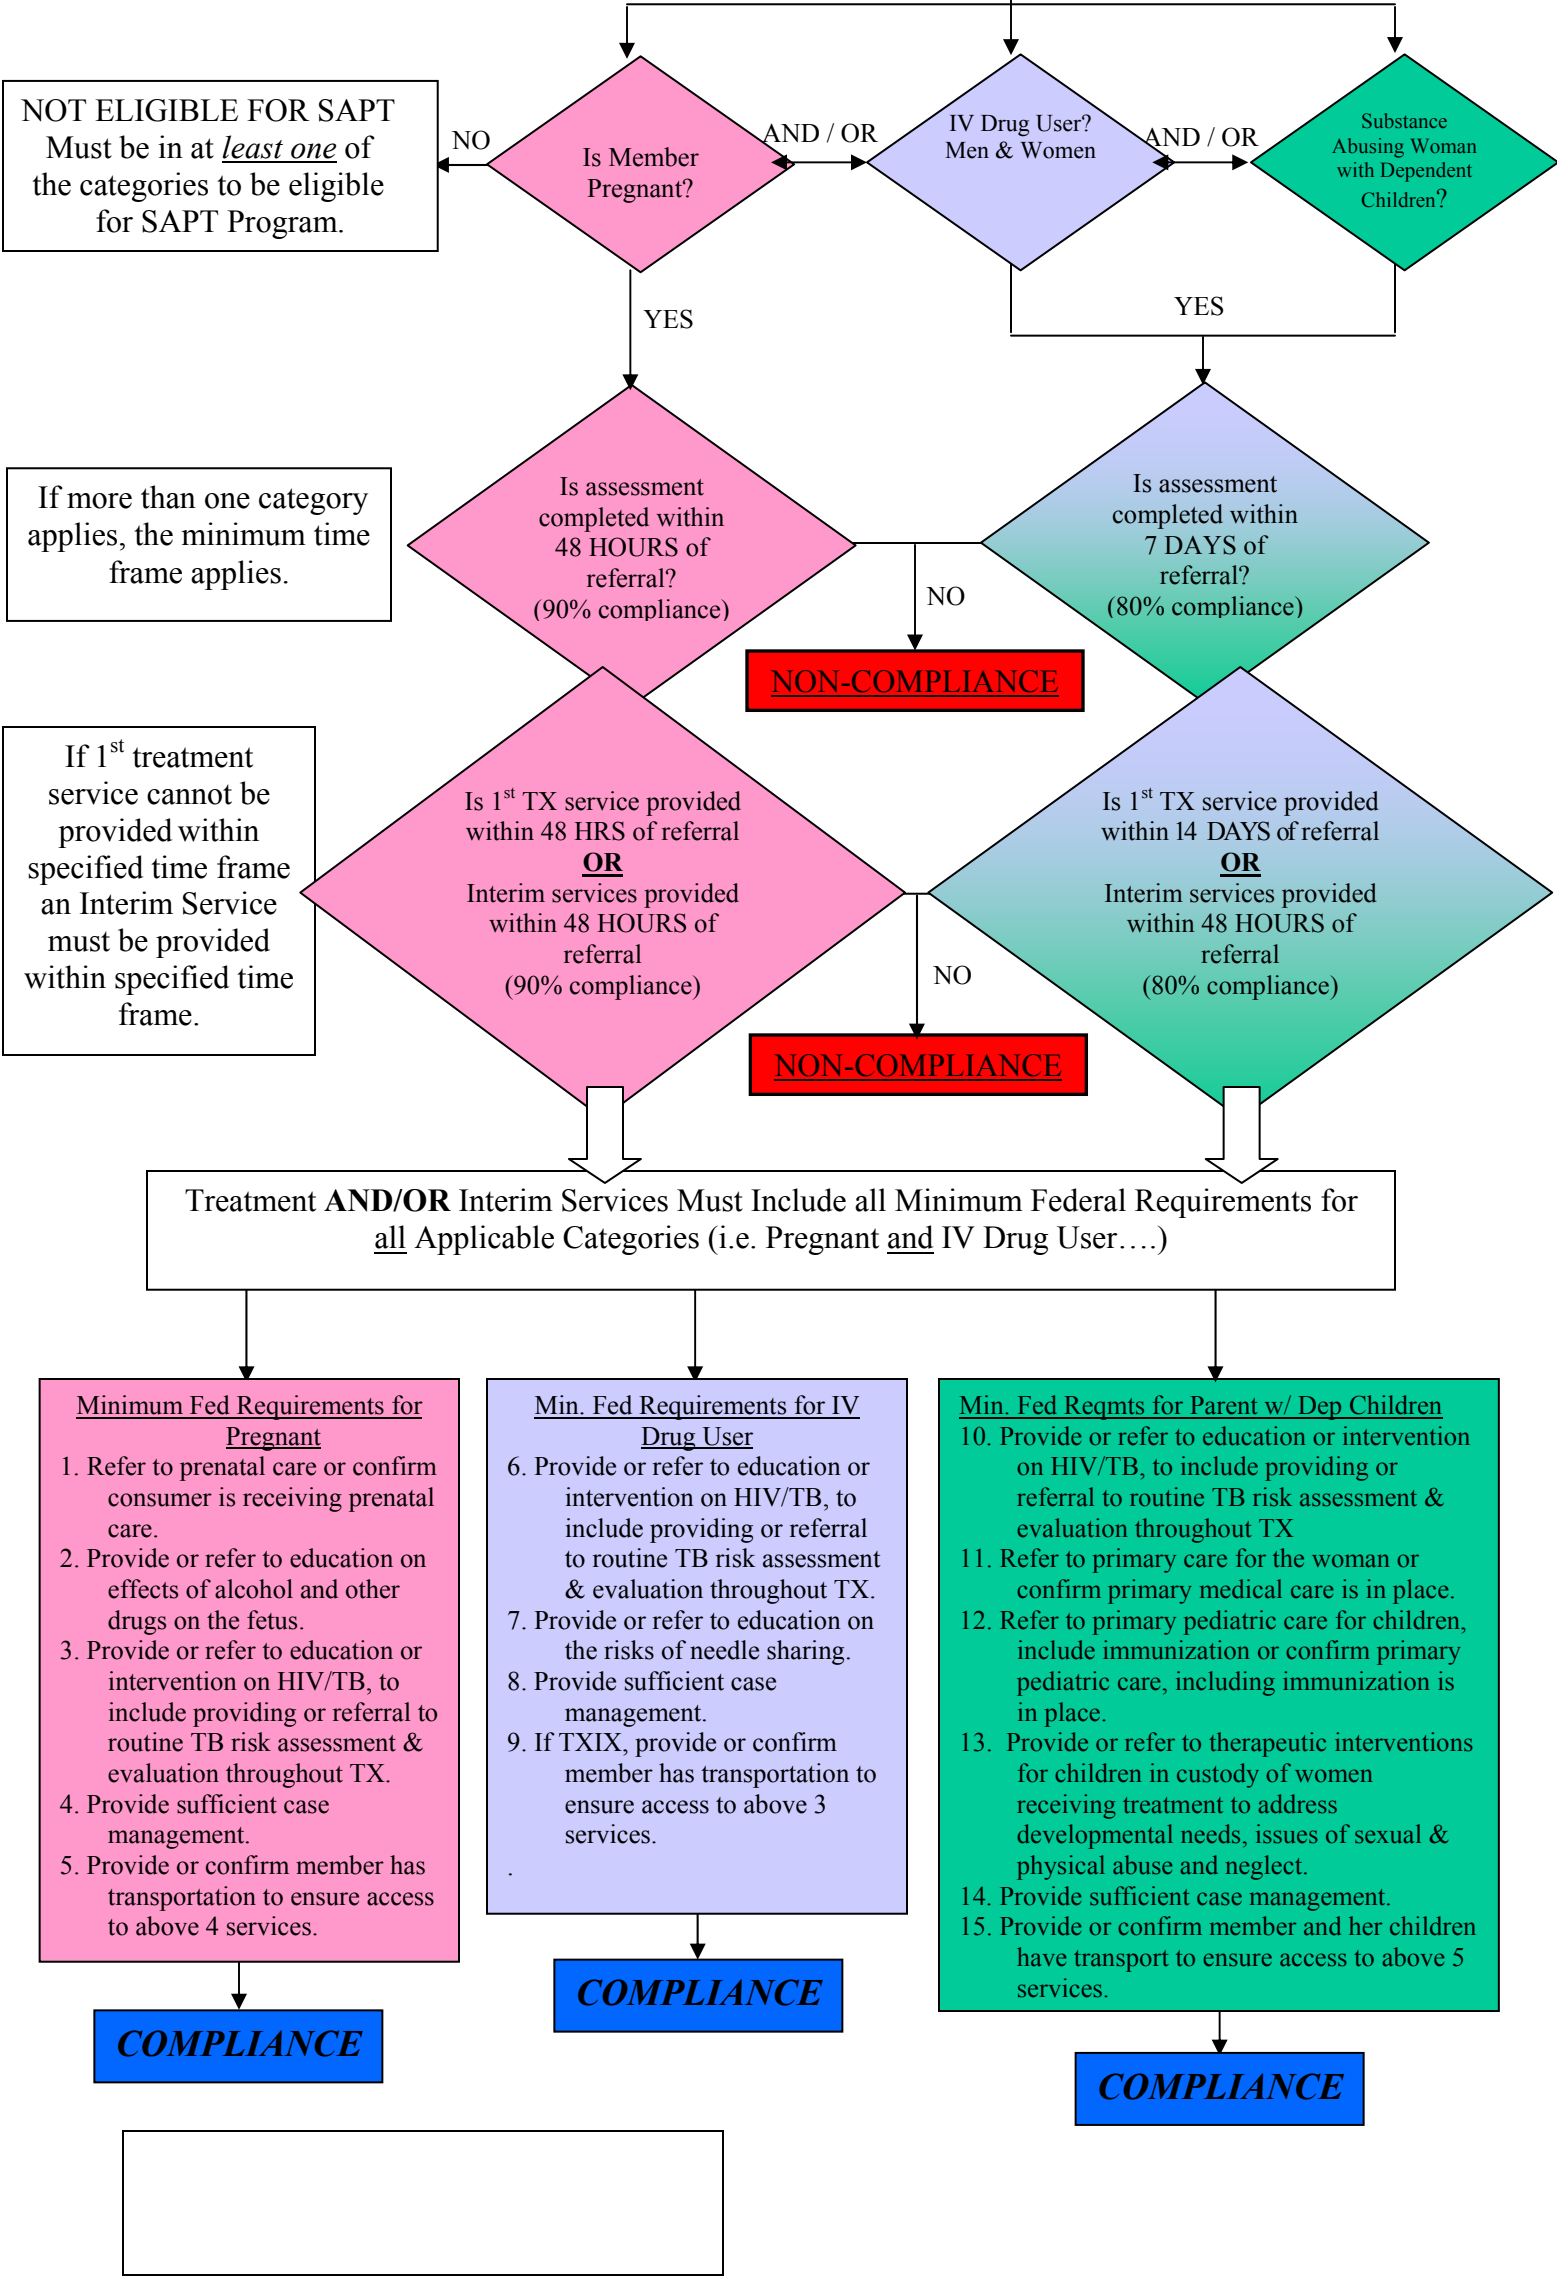 NOT ELIGIBLE FOR SAPT
Must be in at least one of
the categories to be eligible
for SAPT Program.
NO
Is Member
Pregnant?
AND / OR
IV Drug User?
Men & Women
AND / OR
Substance
Abusing Woman
with Dependent
Children?
YES
YES
If more than one category
applies, the minimum time
frame applies.
Is assessment
completed within
48 HOURS of
referral?
(90% compliance)
NO
Is assessment
completed within
7 DAYS of
referral?
(80% compliance)
NON-COMPLIANCE
If 1st treatment
service cannot be
provided within
specified time frame
an Interim Service
must be provided
within specified time
frame.
Is 1st TX service provided
within 48 HRS of referral
OR
Interim services provided
within 48 HOURS of
referral
(90% compliance)
NO
Is 1st TX service provided
within 14 DAYS of referral
OR
Interim services provided
within 48 HOURS of
referral
(80% compliance)
NON-COMPLIANCE
Treatment AND/OR Interim Services Must Include all Minimum Federal Requirements for
all Applicable Categories (i.e. Pregnant and IV Drug User….)
Minimum Fed Requirements for
Pregnant
1. Refer to prenatal care or confirm
consumer is receiving prenatal
care.
2. Provide or refer to education on
effects of alcohol and other
drugs on the fetus.
3. Provide or refer to education or
intervention on HIV/TB, to
include providing or referral to
routine TB risk assessment &
evaluation throughout TX.
4. Provide sufficient case
management.
5. Provide or confirm member has
transportation to ensure access
to above 4 services.
COMPLIANCE
Min. Fed Requirements for IV
Drug User
6. Provide or refer to education or
intervention on HIV/TB, to
include providing or referral
to routine TB risk assessment
& evaluation throughout TX.
7. Provide or refer to education on
the risks of needle sharing.
8. Provide sufficient case
management.
9. If TXIX, provide or confirm
member has transportation to
ensure access to above 3
services.
.
COMPLIANCE
Min. Fed Reqmts for Parent w/ Dep Children
10. Provide or refer to education or intervention
on HIV/TB, to include providing or
referral to routine TB risk assessment &
evaluation throughout TX
11. Refer to primary care for the woman or
confirm primary medical care is in place.
12. Refer to primary pediatric care for children,
include immunization or confirm primary
pediatric care, including immunization is
in place.
13. Provide or refer to therapeutic interventions
for children in custody of women
receiving treatment to address
developmental needs, issues of sexual &
physical abuse and neglect.
14. Provide sufficient case management.
15. Provide or confirm member and her children
have transport to ensure access to above 5
services.
COMPLIANCE